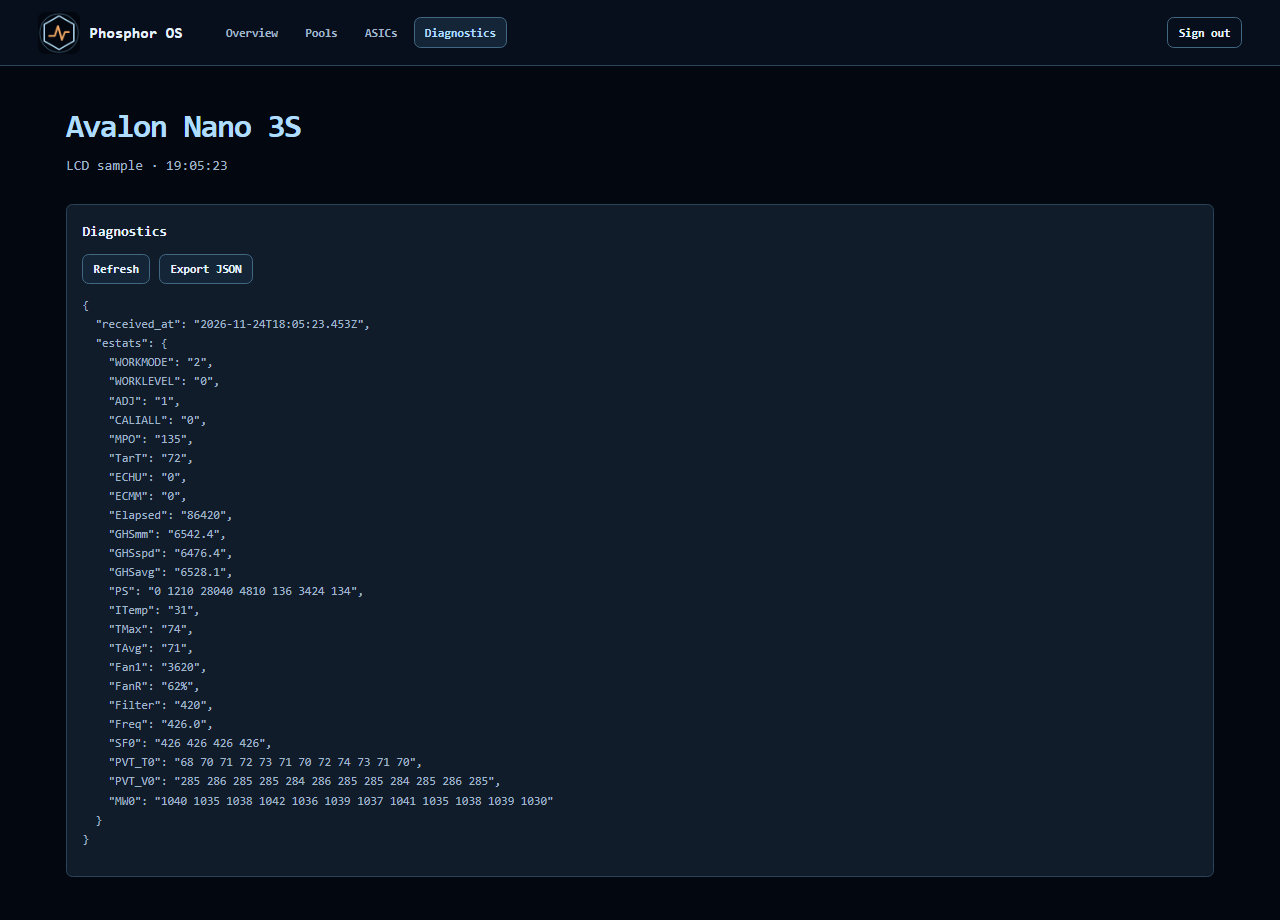 Phosphor OS
Overview
Pools
ASICs
Diagnostics
Sign out
Avalon Nano 3S
LCD sample · 19:05:23
Diagnostics
Refresh
Export JSON
{
  "received_at": "2026-11-24T18:05:23.453Z",
  "estats": {
    "WORKMODE": "2",
    "WORKLEVEL": "0",
    "ADJ": "1",
    "CALIALL": "0",
    "MPO": "135",
    "TarT": "72",
    "ECHU": "0",
    "ECMM": "0",
    "Elapsed": "86420",
    "GHSmm": "6542.4",
    "GHSspd": "6476.4",
    "GHSavg": "6528.1",
    "PS": "0 1210 28040 4810 136 3424 134",
    "ITemp": "31",
    "TMax": "74",
    "TAvg": "71",
    "Fan1": "3620",
    "FanR": "62%",
    "Filter": "420",
    "Freq": "426.0",
    "SF0": "426 426 426 426",
    "PVT_T0": "68 70 71 72 73 71 70 72 74 73 71 70",
    "PVT_V0": "285 286 285 285 284 286 285 285 284 285 286 285",
    "MW0": "1040 1035 1038 1042 1036 1039 1037 1041 1035 1038 1039 1030"
  }
}